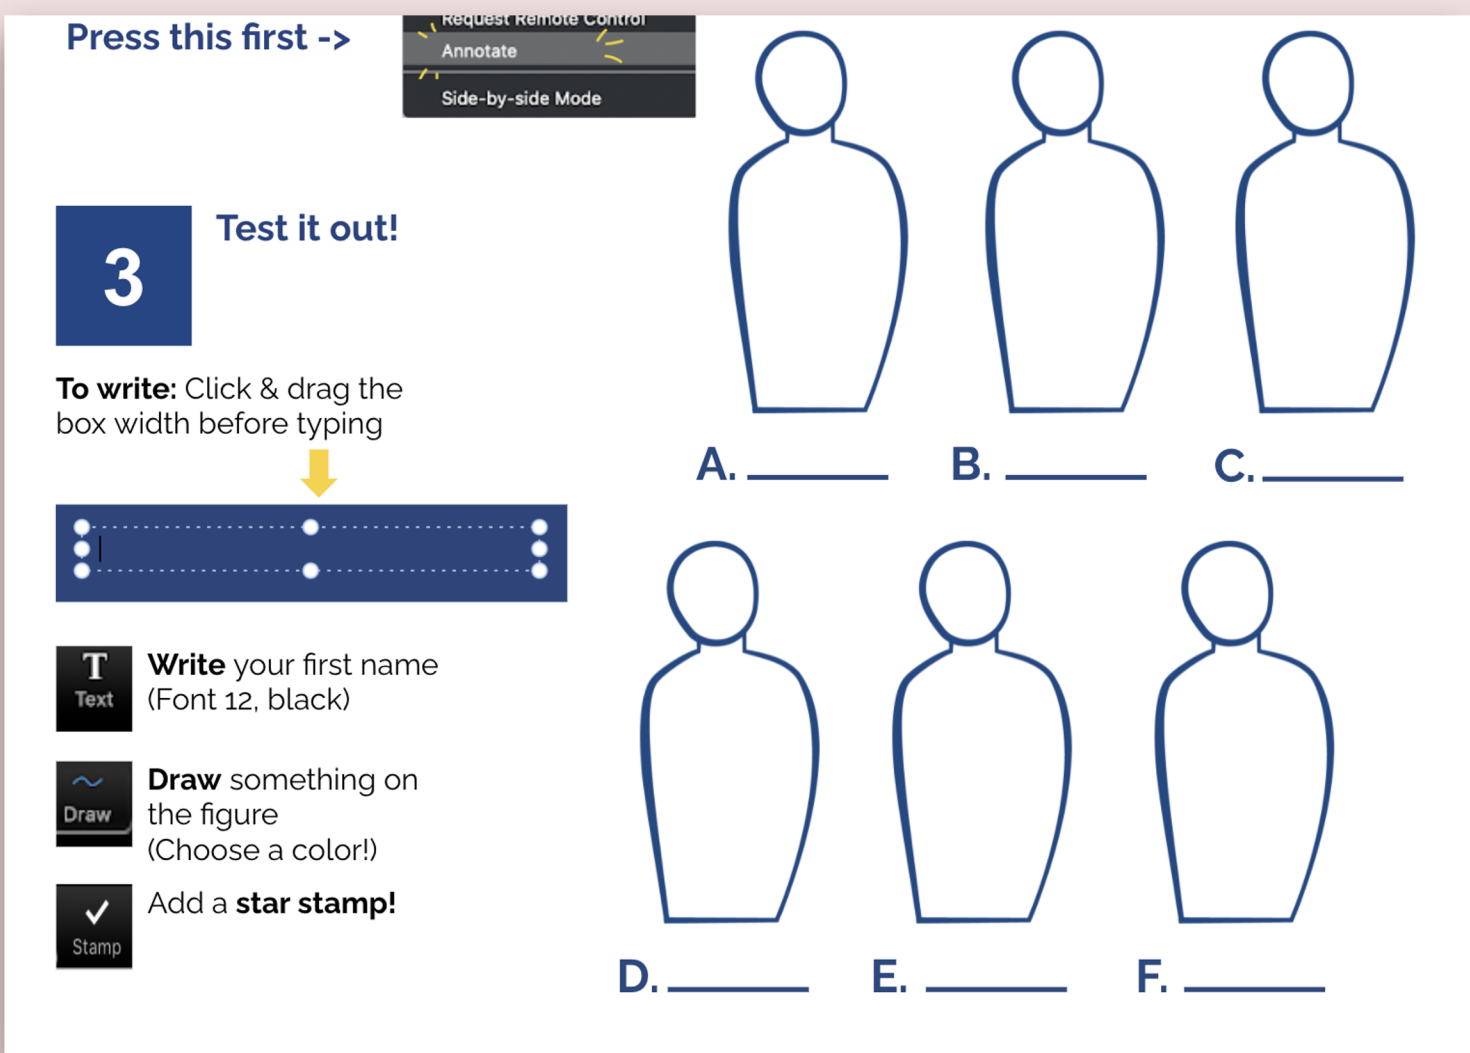 Press this first ->
Request Remote Control
Annotate
Side-by-side Mode
3
Test it out!
To write: Click & drag the
box width before typing
T
Text
Write your first name
(Font 12, black)
Draw
Draw something on
the figure
(Choose a color!)
Stamp
Add a star stamp!
A.
B.
C.
D.
E.
F.